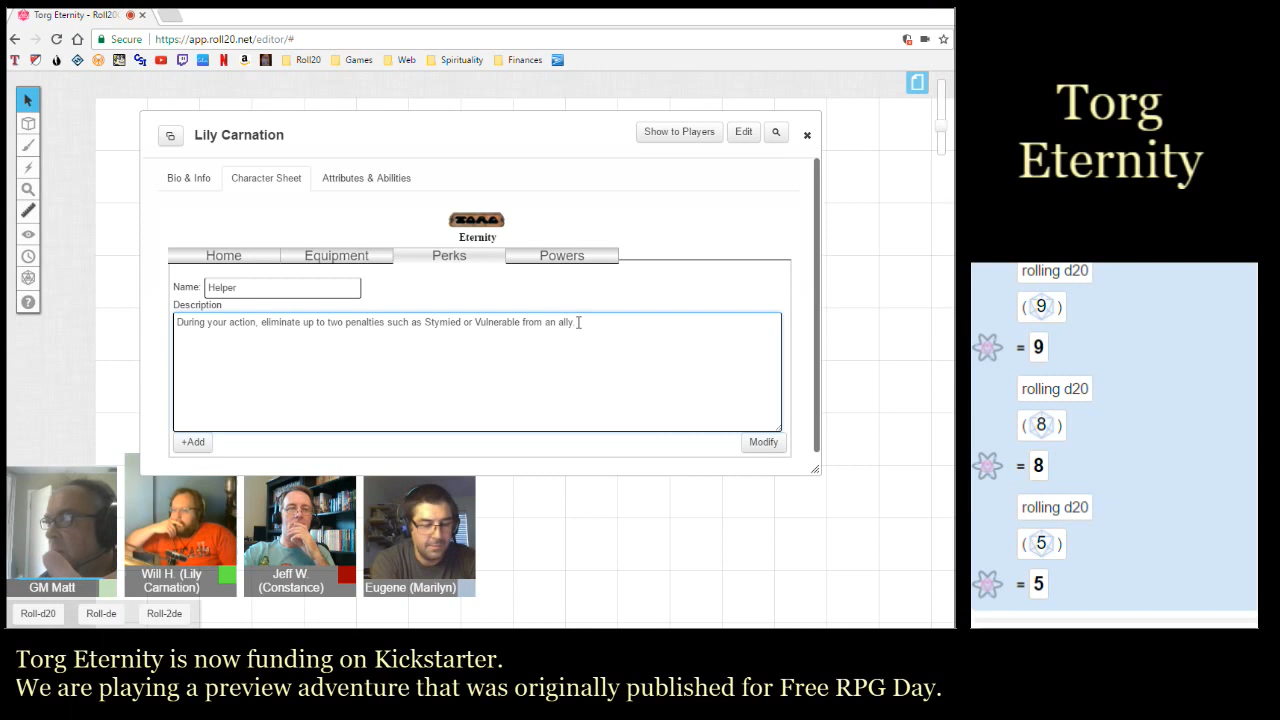 Torg Eternity - Roll20
Secure https://app.roll20.net/editor/#
Roll20 Games Web Spirituality Finances
Lily Carnation
Show to Players Edit
Bio & Info Character Sheet Attributes & Abilities
TORG
Eternity
Home Equipment Perks Powers
Name: Helper
Description
During your action, eliminate up to two penalties such as Stymied or Vulnerable from an ally.
+Add Modify
GM Matt
Will H. (Lily
Carnation)
Jeff W.
(Constance)
Eugene (Marilyn)
Roll-d20 Roll-de Roll-2de
Torg
Eternity
rolling d20
( 9 )
= 9
rolling d20
( 8 )
= 8
rolling d20
( 5 )
= 5
Torg Eternity is now funding on Kickstarter.
We are playing a preview adventure that was originally published for Free RPG Day.